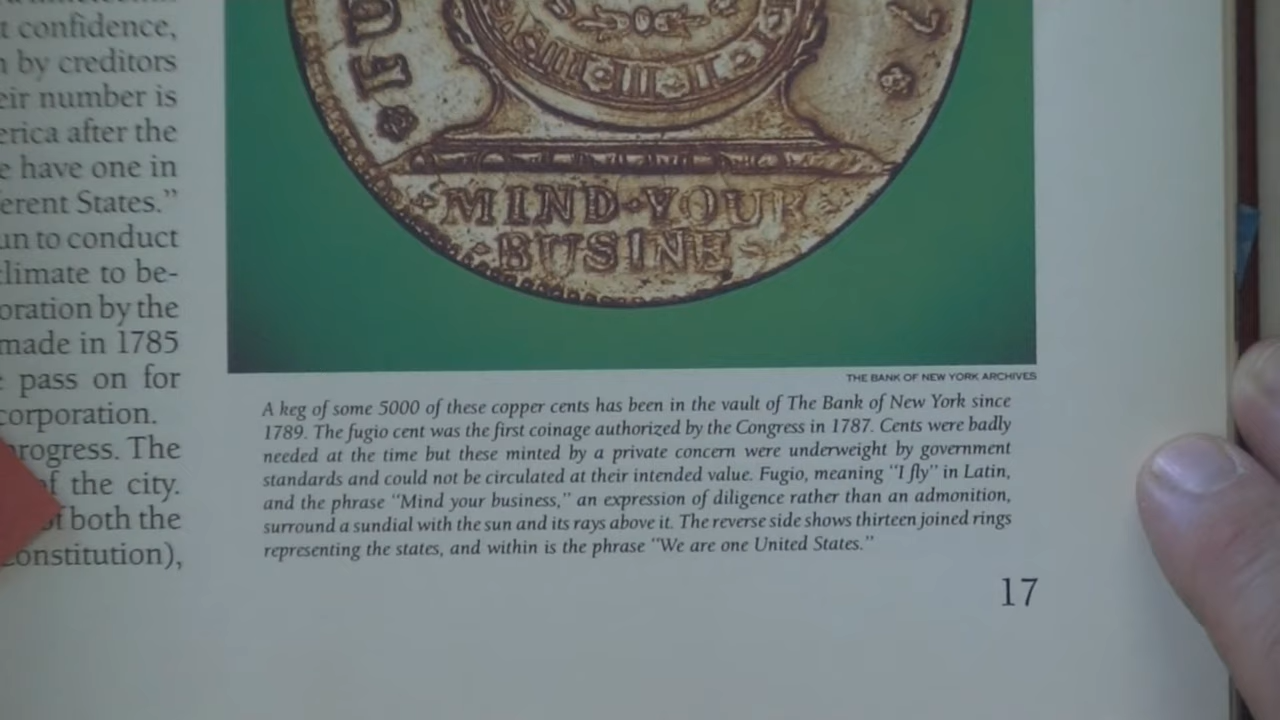 t confidence,
by creditors
eir number is
erica after the
e have one in
erent States."
un to conduct
climate to be-
oration by the
made in 1785
pass on for
corporation.
rogress. The
of the city.
of both the
Constitution),
FU
MIND·YOUR
BUSINE
THE BANK OF NEW YORK ARCHIVES
A keg of some 5000 of these copper cents has been in the vault of The Bank of New York since
1789. The fugio cent was the first coinage authorized by the Congress in 1787. Cents were badly
needed at the time but these minted by a private concern were underweight by government
standards and could not be circulated at their intended value. Fugio, meaning "I fly" in Latin,
and the phrase "Mind your business," an expression of diligence rather than an admonition,
surround a sundial with the sun and its rays above it. The reverse side shows thirteen joined rings
representing the states, and within is the phrase "We are one United States."
17